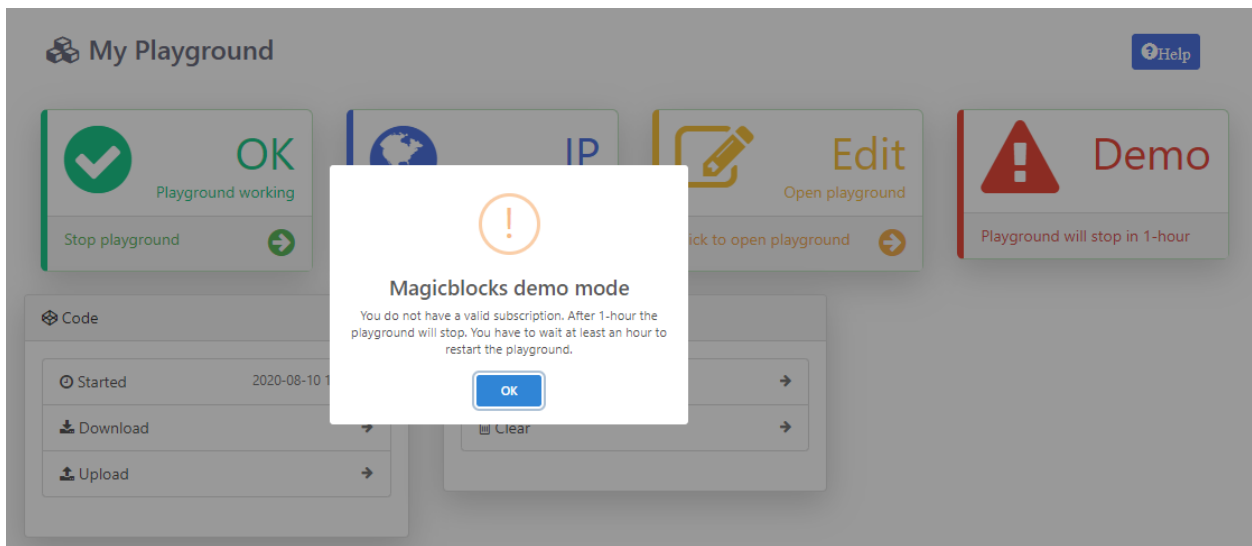 My Playground
Help
OK
Playground working
Stop playground
IP
Edit
Open playground
ick to open playground
Demo
Playground will stop in 1-hour
Magicblocks demo mode
You do not have a valid subscription. After 1-hour the
playground will stop. You have to wait at least an hour to
restart the playground.
OK
Code
Started 2020-08-10 1
Download
Upload
Clear